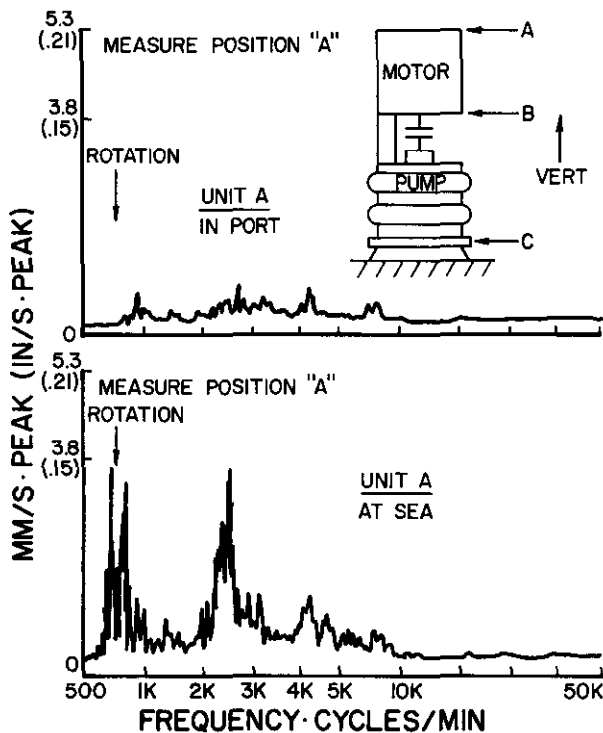 5.3
(.21)
MEASURE POSITION "A"
3.8
(.15)
ROTATION
UNIT A
IN PORT
0
MOTOR
PUMP
A
B
VERT
C
MM/S·PEAK (IN/S·PEAK)
5.3
(.21)
MEASURE POSITION "A"
ROTATION
3.8
(.15)
UNIT A
AT SEA
0
500 1K 2K 3K 4K 5K 10K 50K
FREQUENCY·CYCLES/MIN